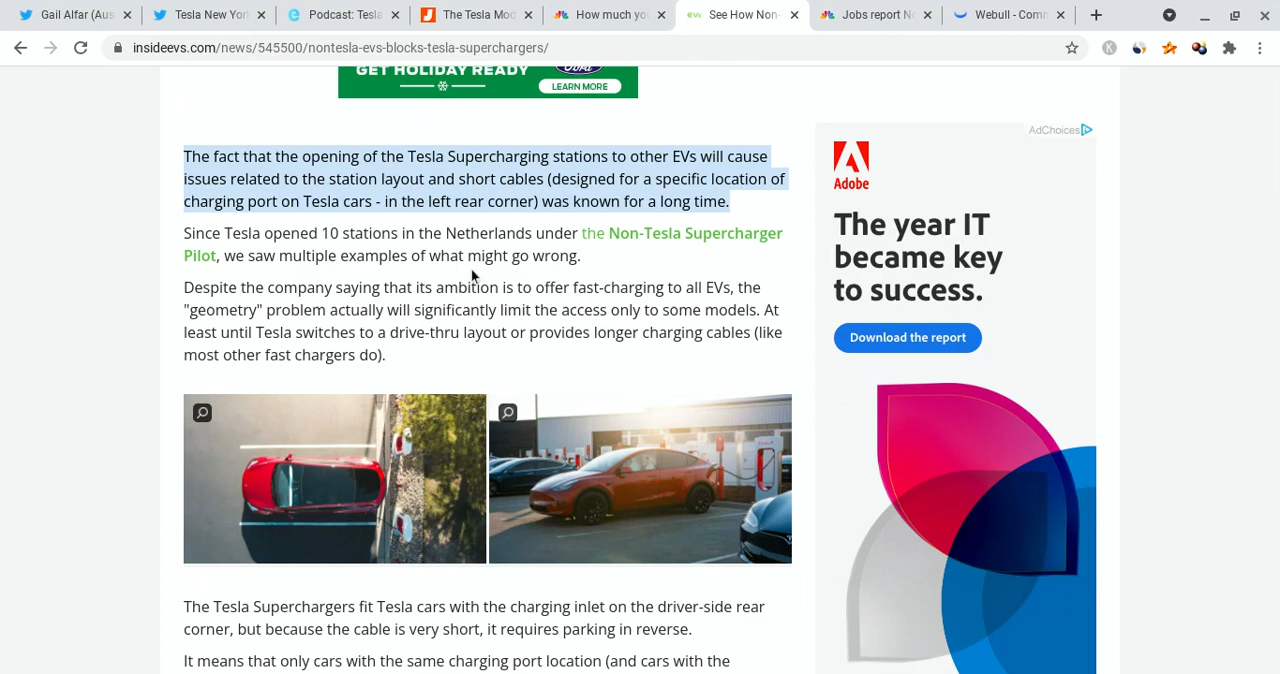 Gail Alfar (Aus
Tesla New Yor
Podcast: Tesla
The Tesla Mod
How much you
See How Non-
Jobs report N
Webull - Comm
insideevs.com/news/545500/nontesla-evs-blocks-tesla-superchargers/
GET HOLIDAY READY
LEARN MORE
The fact that the opening of the Tesla Supercharging stations to other EVs will cause
issues related to the station layout and short cables (designed for a specific location of
charging port on Tesla cars - in the left rear corner) was known for a long time.
Since Tesla opened 10 stations in the Netherlands under the Non-Tesla Supercharger
Pilot, we saw multiple examples of what might go wrong.
Despite the company saying that its ambition is to offer fast-charging to all EVs, the
"geometry" problem actually will significantly limit the access only to some models. At
least until Tesla switches to a drive-thru layout or provides longer charging cables (like
most other fast chargers do).
The Tesla Superchargers fit Tesla cars with the charging inlet on the driver-side rear
corner, but because the cable is very short, it requires parking in reverse.
It means that only cars with the same charging port location (and cars with the
AdChoices
Adobe
The year IT
became key
to success.
Download the report